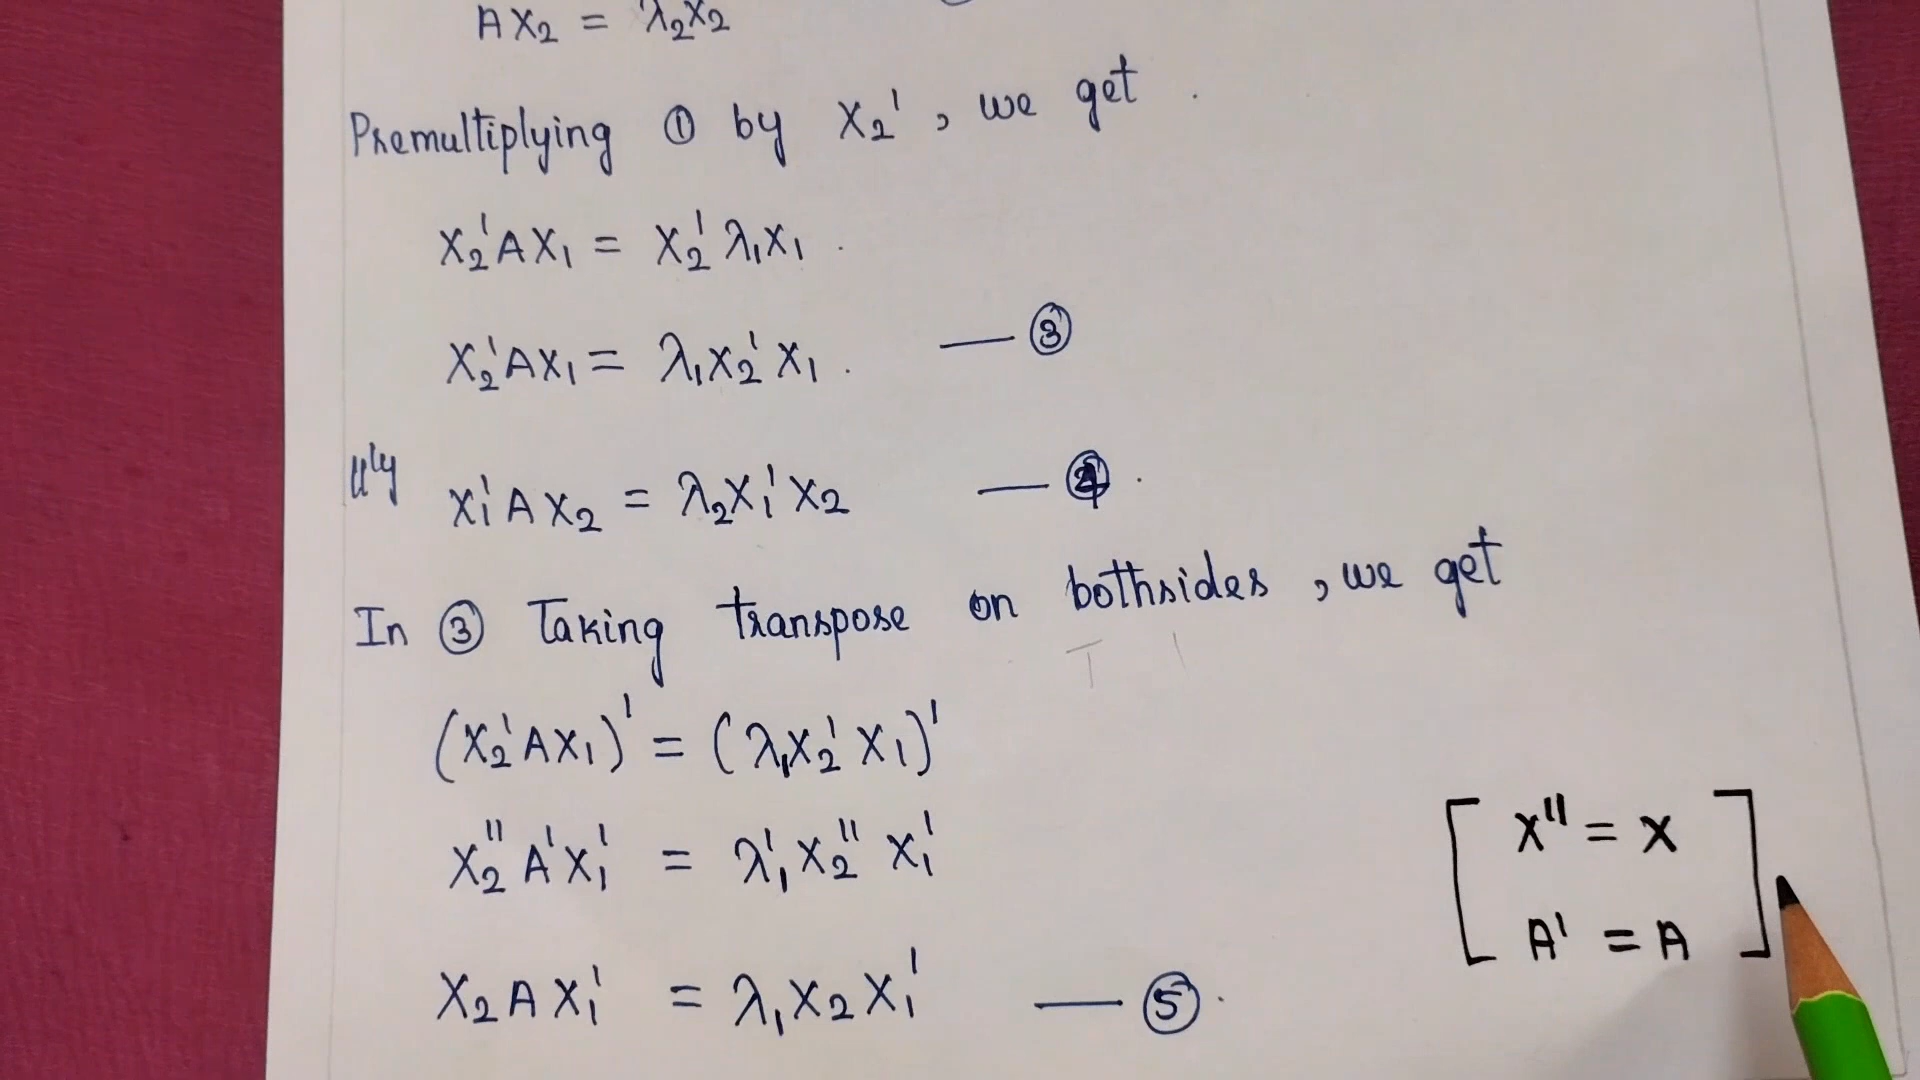 AX₂ = λ₂X₂
Premultiplying ① by X₂', we get.
X₂'AX₁ = X₂'λ₁X₁.
X₂'AX₁ = λ₁X₂'X₁. — ③
lllly X₁'AX₂ = λ₂X₁'X₂ — ④.
In ③ Taking transpose on bothsides, we get
(X₂'AX₁)' = (λ₁X₂'X₁)'
X₂''A'X₁' = λ₁'X₂''X₁'
[X'' = X
A' = A]
X₂AX₁' = λ₁X₂X₁' — ⑤.